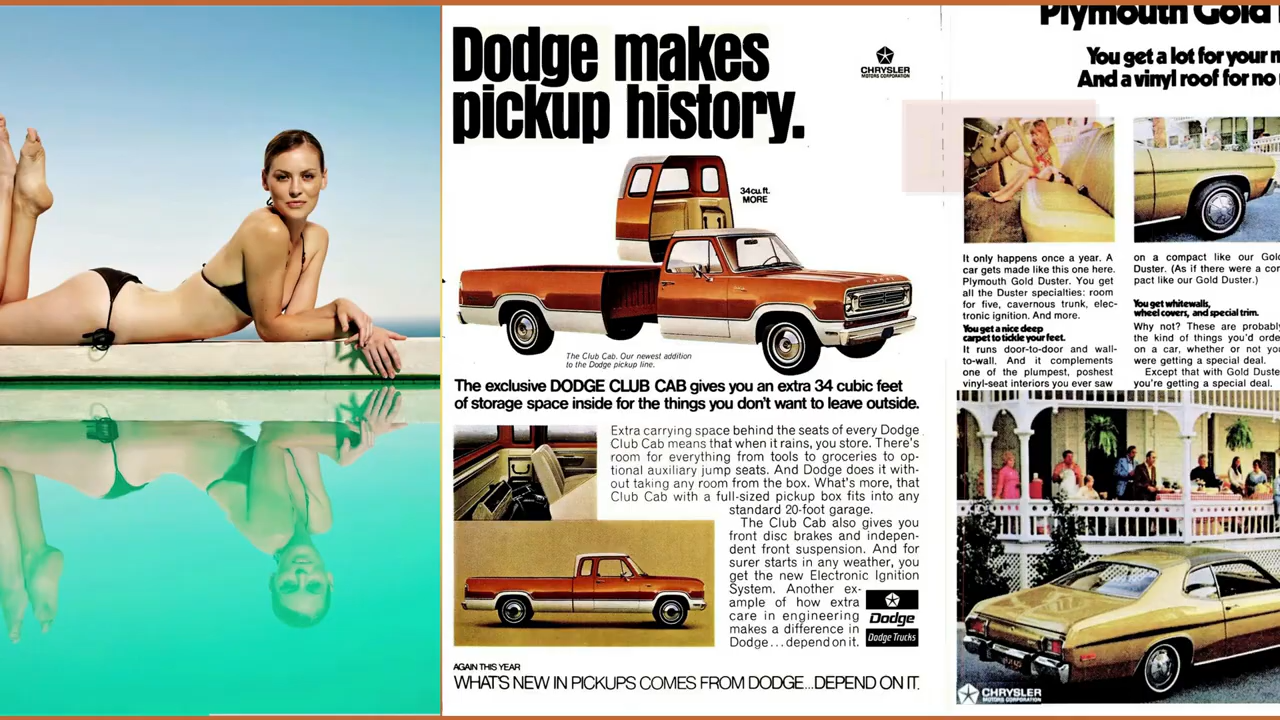 Dodge makes
pickup history.
CHRYSLER
MOTORS CORPORATION
34 cu. ft.
MORE
The Club Cab. Our newest addition
to the Dodge pickup line.
The exclusive DODGE CLUB CAB gives you an extra 34 cubic feet
of storage space inside for the things you don't want to leave outside.
Extra carrying space behind the seats of every Dodge
Club Cab means that when it rains, you store. There's
room for everything from tools to groceries to op-
tional auxiliary jump seats. And Dodge does it with-
out taking any room from the box. What's more, that
Club Cab with a full-sized pickup box fits into any
standard 20-foot garage.
The Club Cab also gives you
front disc brakes and indepen-
dent front suspension. And for
surer starts in any weather, you
get the new Electronic Ignition
System. Another ex-
ample of how extra
care in engineering
makes a difference in
Dodge...depend on it.
Dodge
Dodge Trucks
AGAIN THIS YEAR
WHAT'S NEW IN PICKUPS COMES FROM DODGE...DEPEND ON IT.
Plymouth Gold
You get a lot for your
And a vinyl roof for no
It only happens once a year. A
car gets made like this one here.
Plymouth Gold Duster. You get
all the Duster specialties: room
for five, cavernous trunk, elec-
tronic ignition. And more.
You get a nice deep
carpet to tickle your feet.
It runs door-to-door and wall-
to-wall. And it complements
one of the plumpest, poshest
vinyl-seat interiors you ever saw
on a compact like our Gold
Duster. (As if there were a com
pact like our Gold Duster.)
You get whitewalls,
wheel covers, and special trim.
Why not? These are probably
the kind of things you'd order
on a car, whether or not you
were getting a special deal.
Except that with Gold Duster
you're getting a special deal.
CHRYSLER
MOTORS CORPORATION